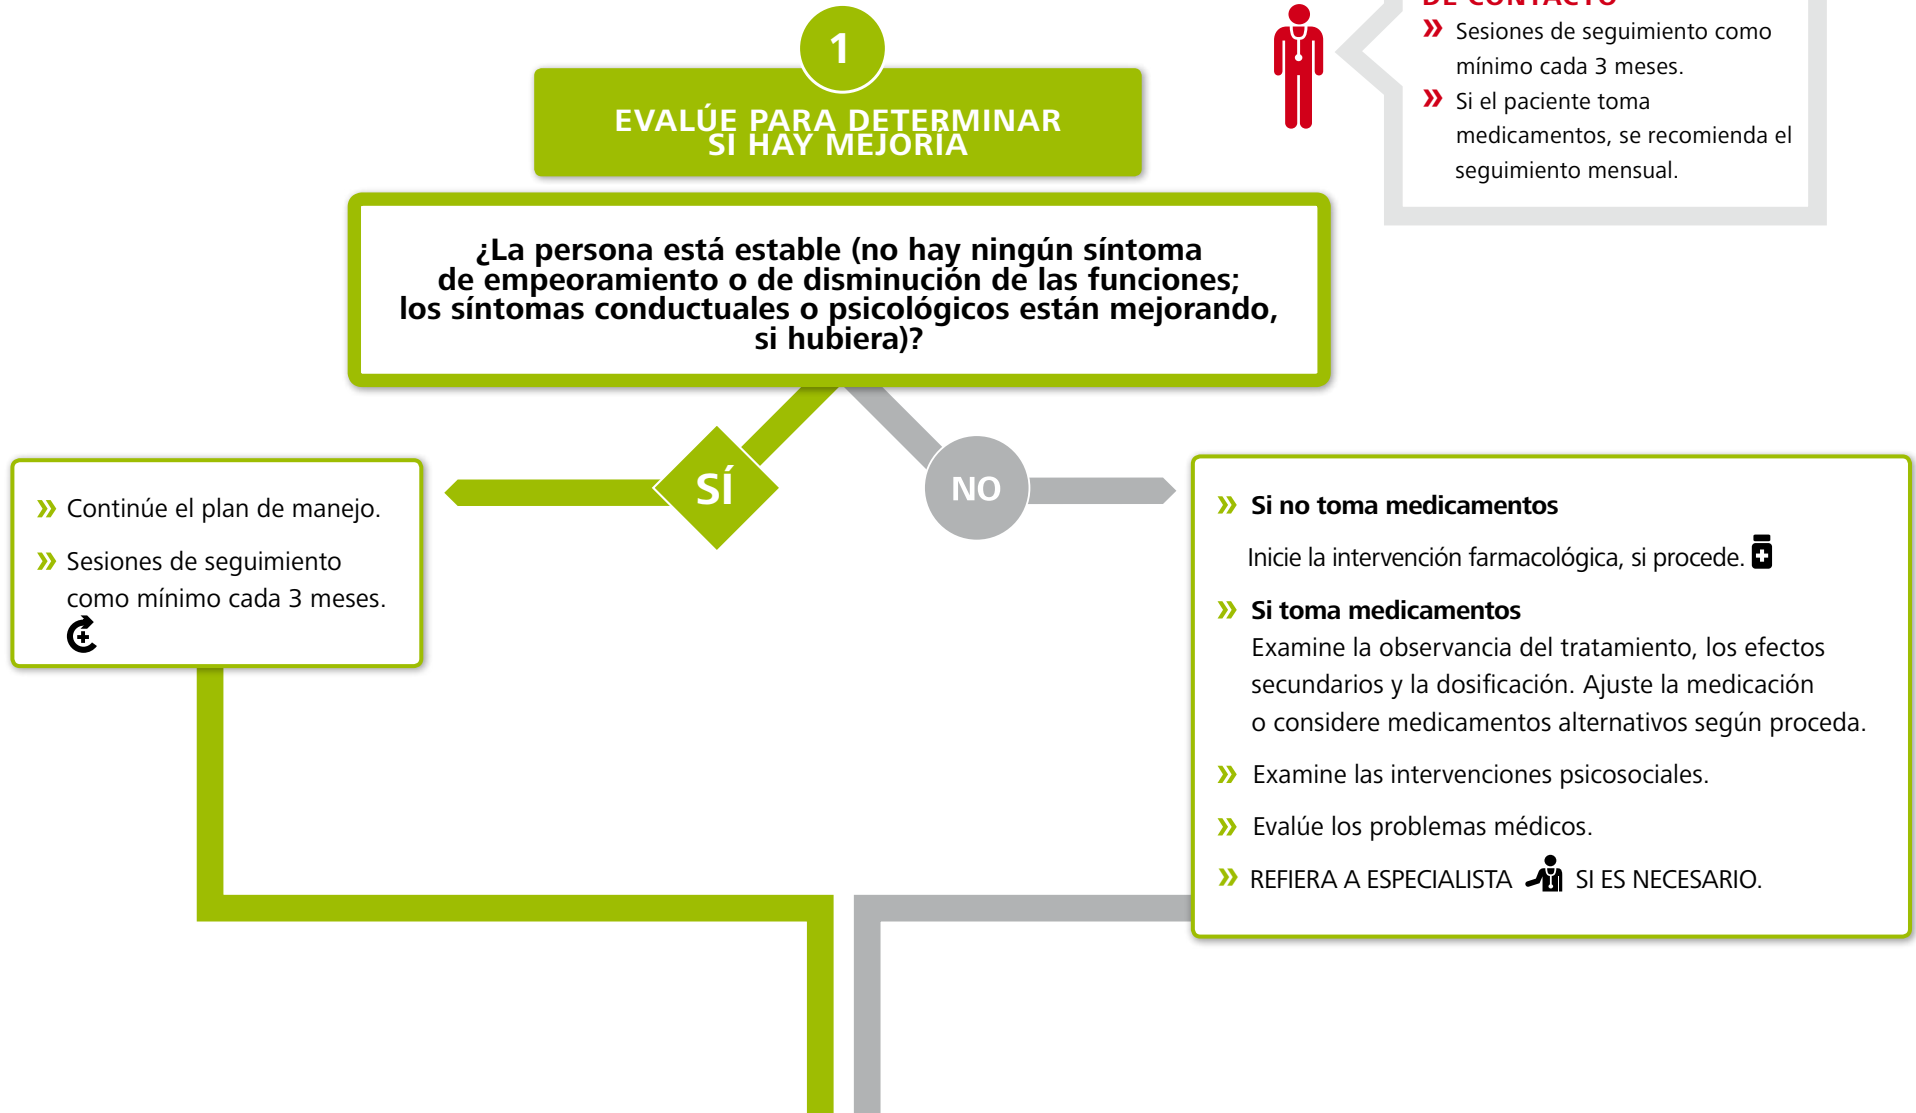 DE CONTACTO
» Sesiones de seguimiento como
mínimo cada 3 meses.
» Si el paciente toma
medicamentos, se recomienda el
seguimiento mensual.
1
EVALÚE PARA DETERMINAR
SI HAY MEJORÍA
¿La persona está estable (no hay ningún síntoma
de empeoramiento o de disminución de las funciones;
los síntomas conductuales o psicológicos están mejorando,
si hubiera)?
SÍ
NO
» Continúe el plan de manejo.
» Sesiones de seguimiento
como mínimo cada 3 meses.
» Si no toma medicamentos
Inicie la intervención farmacológica, si procede.
» Si toma medicamentos
Examine la observancia del tratamiento, los efectos
secundarios y la dosificación. Ajuste la medicación
o considere medicamentos alternativos según proceda.
» Examine las intervenciones psicosociales.
» Evalúe los problemas médicos.
» REFIERA A ESPECIALISTA SI ES NECESARIO.